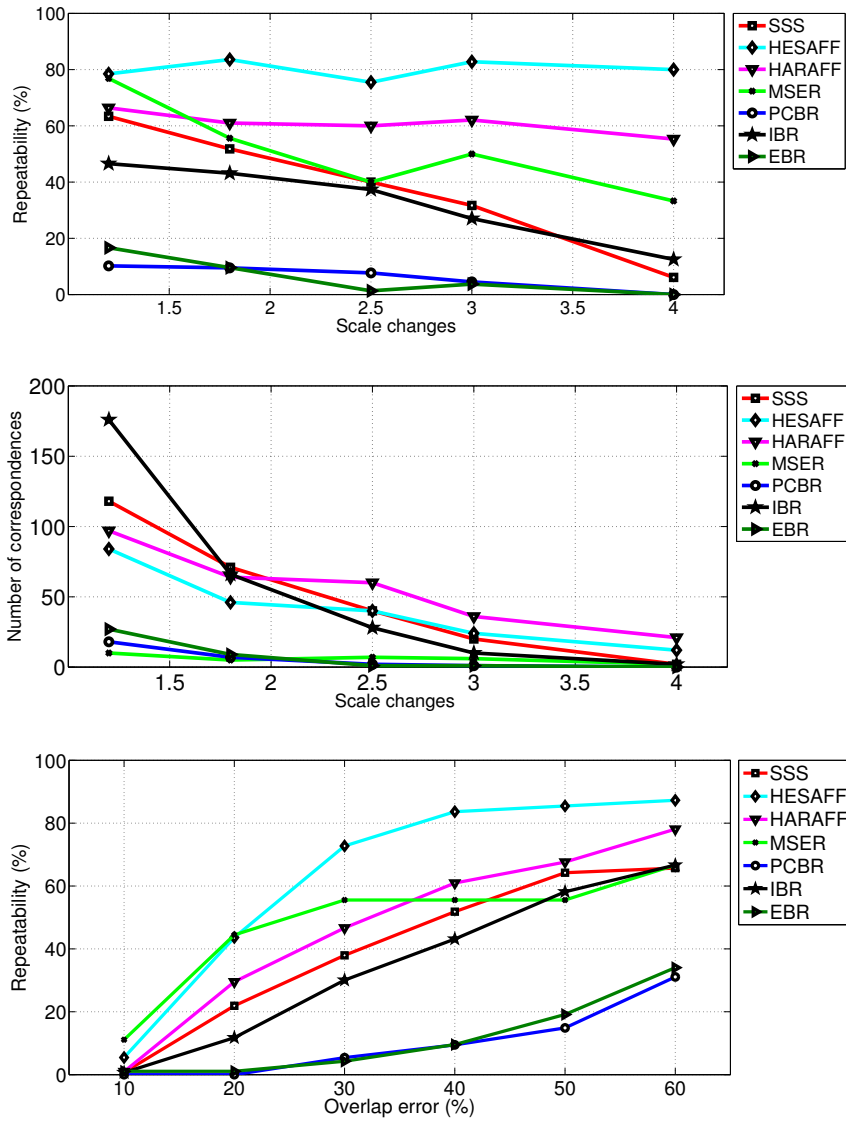 100
80
60
40
20
0
Repeatability (%)
1.5 2 2.5 3 3.5 4
Scale changes
SSS
HESAFF
HARAFF
MSER
PCBR
IBR
EBR
200
150
100
50
0
Number of correspondences
1.5 2 2.5 3 3.5 4
Scale changes
SSS
HESAFF
HARAFF
MSER
PCBR
IBR
EBR
100
80
60
40
20
0
Repeatability (%)
10 20 30 40 50 60
Overlap error (%)
SSS
HESAFF
HARAFF
MSER
PCBR
IBR
EBR